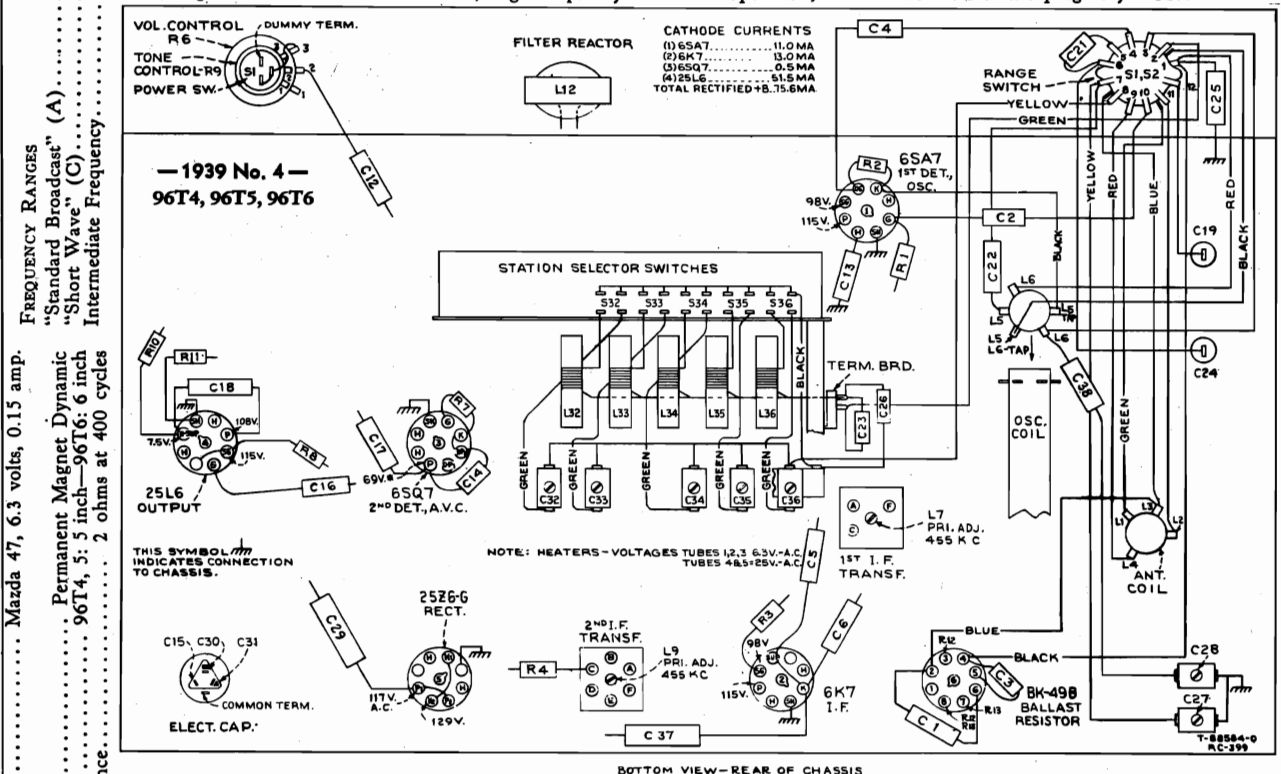 VOL.CONTROL
R6
DUMMY TERM.
TONE
CONTROL-R9
POWER SW.
S1
3
2
1
C12
FILTER REACTOR
L12
CATHODE CURRENTS
(1) 6SA7........... 11.0 MA
(2) 6K7............ 13.0 MA
(3) 6SQ7........... 0.5 MA
(4) 25L6........... 51.5 MA
TOTAL RECTIFIED +B..75.6MA
C4
C21
RANGE
SWITCH
S1,S2
C25
YELLOW
GREEN
—1939 No. 4—
96T4, 96T5, 96T6
R2
6SA7
1ST DET.,
OSC.
98V.
115V.
C13
R1
C2
C22
BLACK
YELLOW
RED
BLUE
RED
BLACK
C19
C24
L6
L5
L5
L6-TAP
L6
C38
OSC.
COIL
GREEN
STATION SELECTOR SWITCHES
S32 S33 S34 S35 S36
BLACK
L32 L33 L34 L35 L36
TERM. BRD.
C23
C26
GREEN
GREEN
GREEN
GREEN
GREEN
C32 C33 C34 C35 C36
R10
R11
C18
108V.
7.5V.
115V.
R8
C16
25L6
OUTPUT
C17
R7
69V.
C14
6SQ7
2ND DET., A.V.C.
THIS SYMBOL
INDICATES CONNECTION
TO CHASSIS.
NOTE: HEATERS-VOLTAGES TUBES 1,2,3 6.3V.-A.C.
TUBES 4&5=25V.-A.C.
C5
L7
PRI. ADJ.
455 KC
1ST I.F.
TRANSF.
L1
L3
L2
L4
ANT.
COIL
C15
C30
C31
COMMON TERM.
ELECT. CAP.
C29
25Z6-G
RECT.
117V.
A.C.
129V.
R4
2ND I.F.
TRANSF.
L9
PRI. ADJ.
455 KC
C37
R3
98V
115V.
C6
6K7
I.F.
BLUE
BLACK
R12
C3
R13
C1
BK-49B
BALLAST
RESISTOR
C28
C27
T-88584-0
RC-399
BOTTOM VIEW—REAR OF CHASSIS
FREQUENCY RANGES
"Standard Broadcast" (A)
"Short Wave" (C)
Intermediate Frequency
Mazda 47, 6.3 volts, 0.15 amp.
Permanent Magnet Dynamic
96T4, 5: 5 inch—96T6: 6 inch
2 ohms at 400 cycles